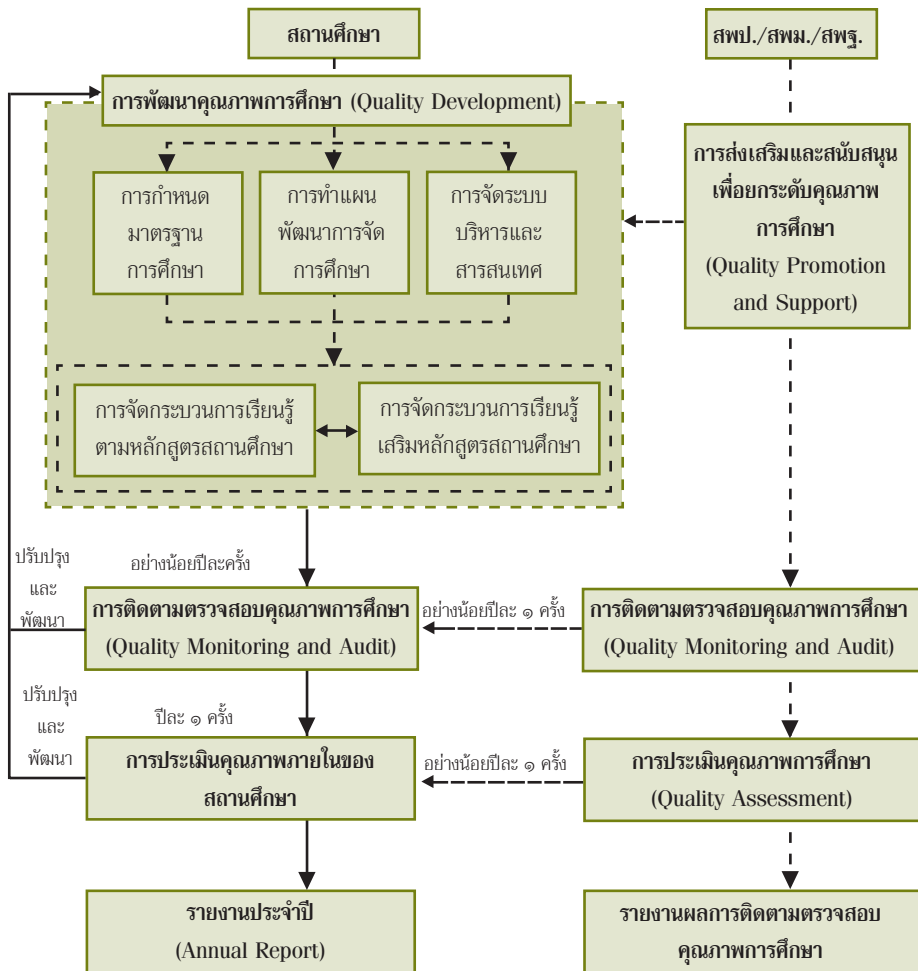 สถานศึกษา
สพป./สพม./สพฐ.
การพัฒนาคุณภาพการศึกษา (Quality Development)
การส่งเสริมและสนับสนุน
เพื่อยกระดับคุณภาพ
การศึกษา
(Quality Promotion
and Support)
การกำหนด
มาตรฐาน
การศึกษา
การทำแผน
พัฒนาการจัด
การศึกษา
การจัดระบบ
บริหารและ
สารสนเทศ
การจัดกระบวนการเรียนรู้
ตามหลักสูตรสถานศึกษา
การจัดกระบวนการเรียนรู้
เสริมหลักสูตรสถานศึกษา
ปรับปรุง
และ
พัฒนา
อย่างน้อยปีละครั้ง
การติดตามตรวจสอบคุณภาพการศึกษา
(Quality Monitoring and Audit)
อย่างน้อยปีละ ๑ ครั้ง
การติดตามตรวจสอบคุณภาพการศึกษา
(Quality Monitoring and Audit)
ปรับปรุง
และ
พัฒนา
ปีละ ๑ ครั้ง
การประเมินคุณภาพภายในของ
สถานศึกษา
อย่างน้อยปีละ ๑ ครั้ง
การประเมินคุณภาพการศึกษา
(Quality Assessment)
รายงานประจำปี
(Annual Report)
รายงานผลการติดตามตรวจสอบ
คุณภาพการศึกษา